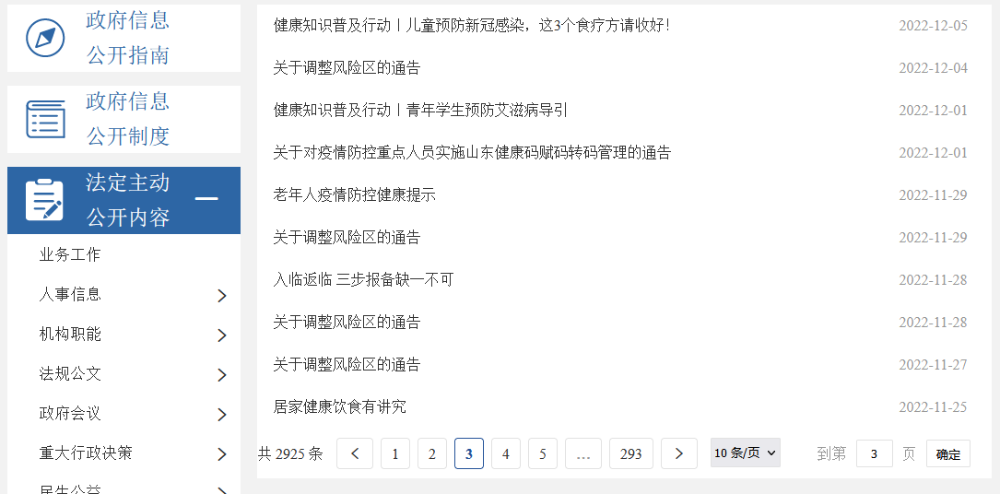 政府信息
公开指南
政府信息
公开制度
法定主动
公开内容
业务工作
人事信息
机构职能
法规公文
政府会议
重大行政决策
民生公益
健康知识普及行动丨儿童预防新冠感染，这3个食疗方请收好！ 2022-12-05
关于调整风险区的通告 2022-12-04
健康知识普及行动丨青年学生预防艾滋病导引 2022-12-01
关于对疫情防控重点人员实施山东健康码赋码转码管理的通告 2022-12-01
老年人疫情防控健康提示 2022-11-29
关于调整风险区的通告 2022-11-29
入临返临 三步报备缺一不可 2022-11-28
关于调整风险区的通告 2022-11-28
关于调整风险区的通告 2022-11-27
居家健康饮食有讲究 2022-11-25
共 2925 条 1 2 3 4 5 ... 293 10 条/页 到第 3 页 确定